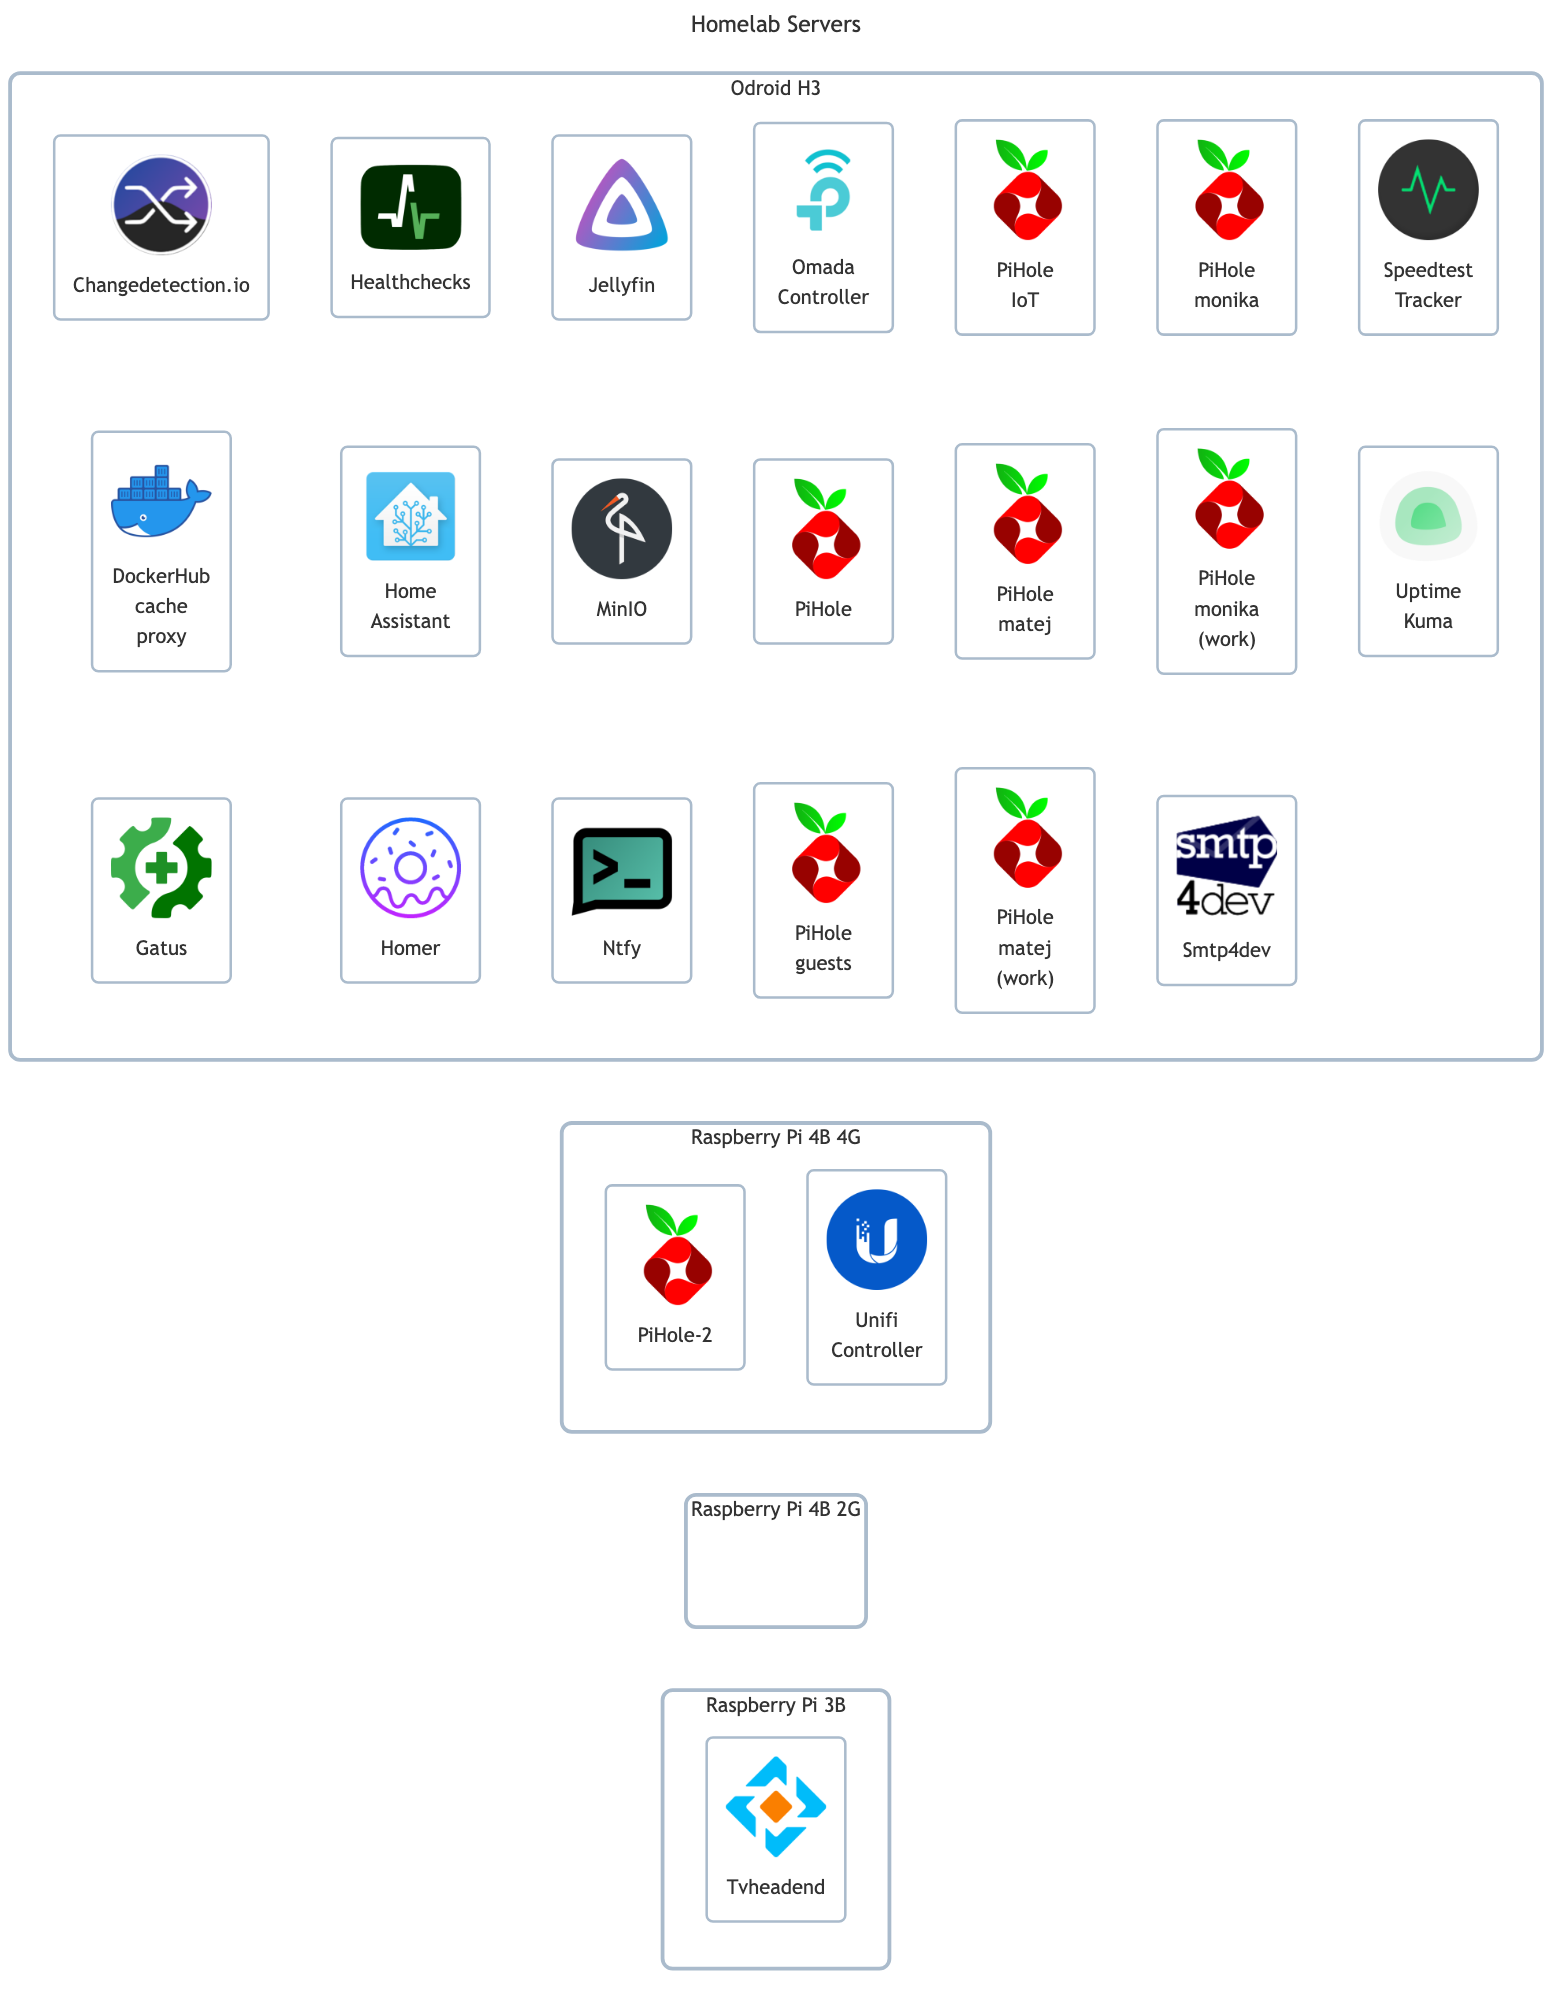 Homelab Servers
Odroid H3
Changedetection.io
Healthchecks
Jellyfin
Omada
Controller
PiHole
IoT
PiHole
monika
Speedtest
Tracker
DockerHub
cache
proxy
Home
Assistant
MinIO
PiHole
PiHole
matej
PiHole
monika
(work)
Uptime
Kuma
Gatus
Homer
>_
Ntfy
PiHole
guests
PiHole
matej
(work)
smtp
4dev
Smtp4dev
Raspberry Pi 4B 4G
PiHole-2
U
Unifi
Controller
Raspberry Pi 4B 2G
Raspberry Pi 3B
Tvheadend